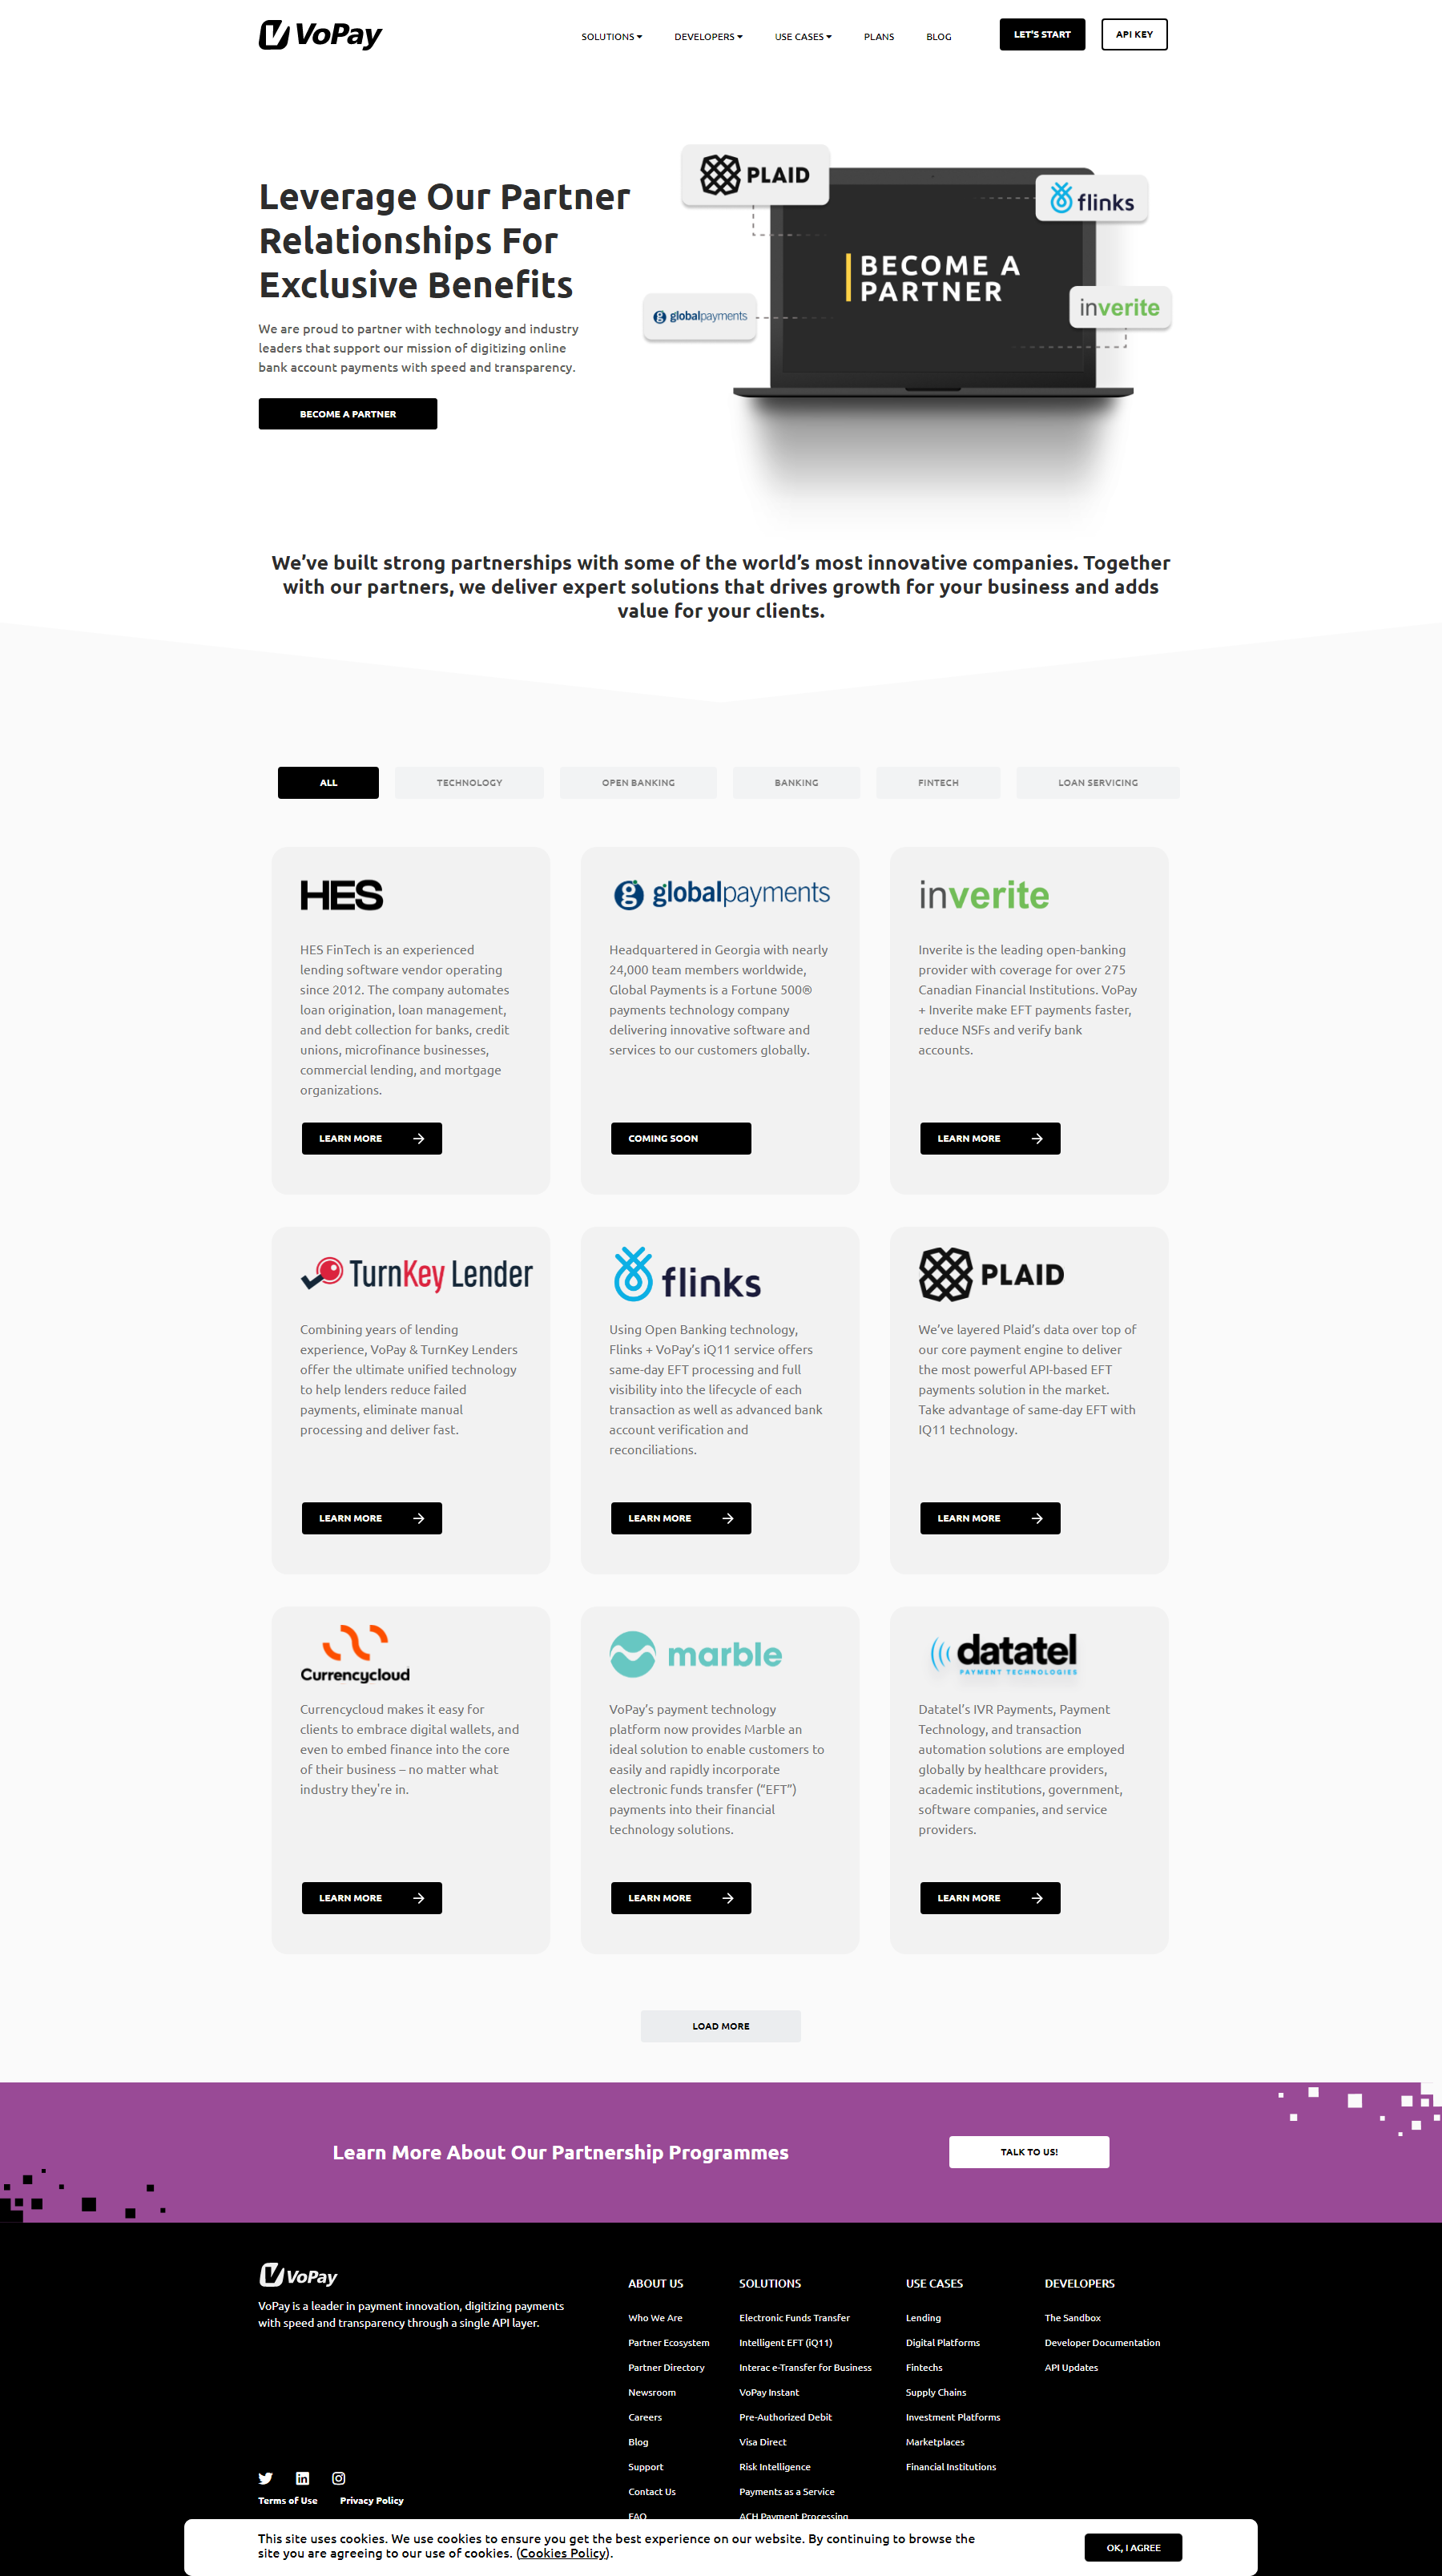 VoPay
SOLUTIONS
DEVELOPERS
USE CASES
PLANS
BLOG
LET'S START
API KEY
Leverage Our Partner
Relationships For
Exclusive Benefits
We are proud to partner with technology and industry
leaders that support our mission of digitizing online
bank account payments with speed and transparency.
BECOME A PARTNER
PLAID
flinks
BECOME A
PARTNER
globalpayments
inverite
We've built strong partnerships with some of the world's most innovative companies. Together
with our partners, we deliver expert solutions that drives growth for your business and adds
value for your clients.
ALL
TECHNOLOGY
OPEN BANKING
BANKING
FINTECH
LOAN SERVICING
HES
HES FinTech is an experienced
lending software vendor operating
since 2012. The company automates
loan origination, loan management,
and debt collection for banks, credit
unions, microfinance businesses,
commercial lending, and mortgage
organizations.
LEARN MORE
globalpayments
Headquartered in Georgia with nearly
24,000 team members worldwide,
Global Payments is a Fortune 500®
payments technology company
delivering innovative software and
services to our customers globally.
COMING SOON
inverite
Inverite is the leading open-banking
provider with coverage for over 275
Canadian Financial Institutions. VoPay
+ Inverite make EFT payments faster,
reduce NSFs and verify bank
accounts.
LEARN MORE
TurnKey Lender
Combining years of lending
experience, VoPay & TurnKey Lenders
offer the ultimate unified technology
to help lenders reduce failed
payments, eliminate manual
processing and deliver fast.
LEARN MORE
flinks
Using Open Banking technology,
Flinks + VoPay's iQ11 service offers
same-day EFT processing and full
visibility into the lifecycle of each
transaction as well as advanced bank
account verification and
reconciliations.
LEARN MORE
PLAID
We've layered Plaid's data over top of
our core payment engine to deliver
the most powerful API-based EFT
payments solution in the market.
Take advantage of same-day EFT with
IQ11 technology.
LEARN MORE
Currencycloud
Currencycloud makes it easy for
clients to embrace digital wallets, and
even to embed finance into the core
of their business – no matter what
industry they're in.
LEARN MORE
marble
VoPay's payment technology
platform now provides Marble an
ideal solution to enable customers to
easily and rapidly incorporate
electronic funds transfer (“EFT”)
payments into their financial
technology solutions.
LEARN MORE
datatel
PAYMENT TECHNOLOGIES
Datatel's IVR Payments, Payment
Technology, and transaction
automation solutions are employed
globally by healthcare providers,
academic institutions, government,
software companies, and service
providers.
LEARN MORE
LOAD MORE
Learn More About Our Partnership Programmes
TALK TO US!
VoPay
VoPay is a leader in payment innovation, digitizing payments
with speed and transparency through a single API layer.
Terms of Use
Privacy Policy
ABOUT US
Who We Are
Partner Ecosystem
Partner Directory
Newsroom
Careers
Blog
Support
Contact Us
FAQ
SOLUTIONS
Electronic Funds Transfer
Intelligent EFT (iQ11)
Interac e-Transfer for Business
VoPay Instant
Pre-Authorized Debit
Visa Direct
Risk Intelligence
Payments as a Service
ACH Payment Processing
USE CASES
Lending
Digital Platforms
Fintechs
Supply Chains
Investment Platforms
Marketplaces
Financial Institutions
DEVELOPERS
The Sandbox
Developer Documentation
API Updates
This site uses cookies. We use cookies to ensure you get the best experience on our website. By continuing to browse the
site you are agreeing to our use of cookies. (Cookies Policy).
OK, I AGREE